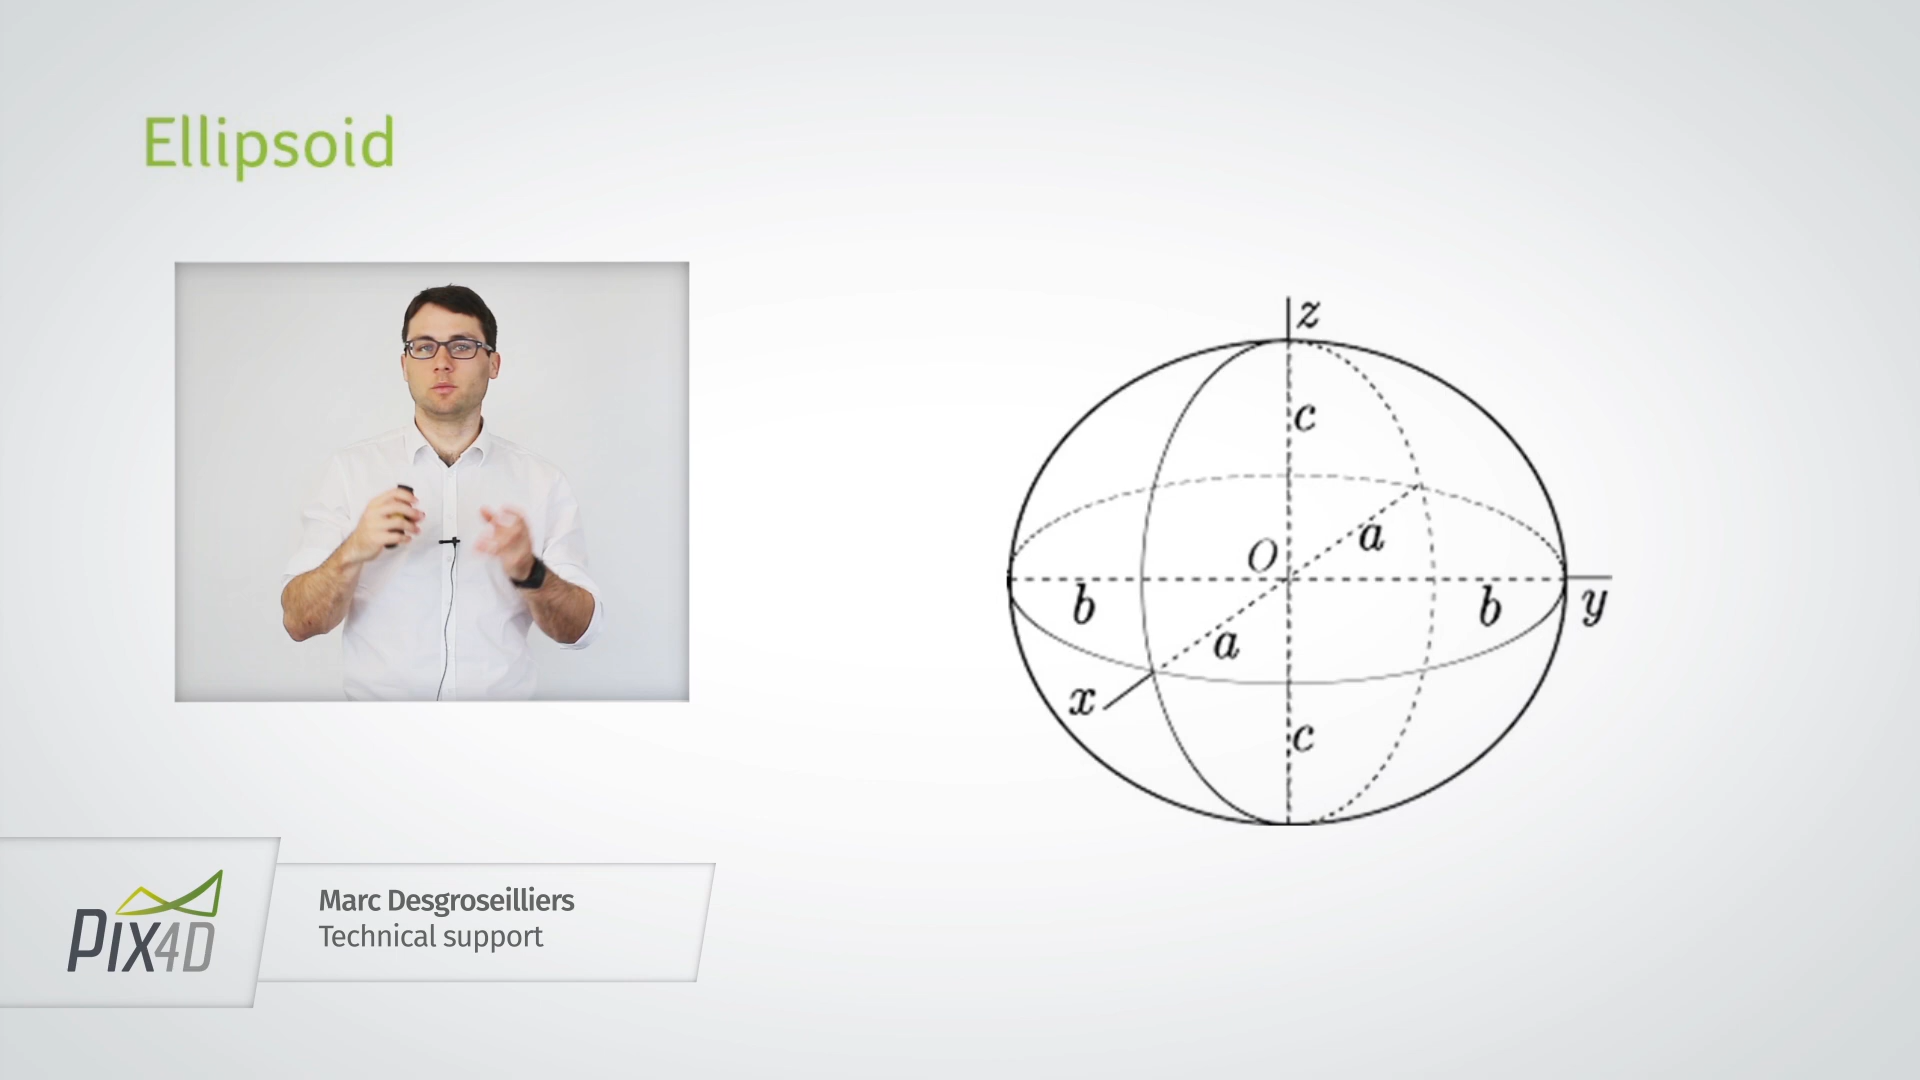 Ellipsoid
z
c
a
O
b
b
y
a
x
c
PIX4D
Marc Desgroseilliers
Technical support